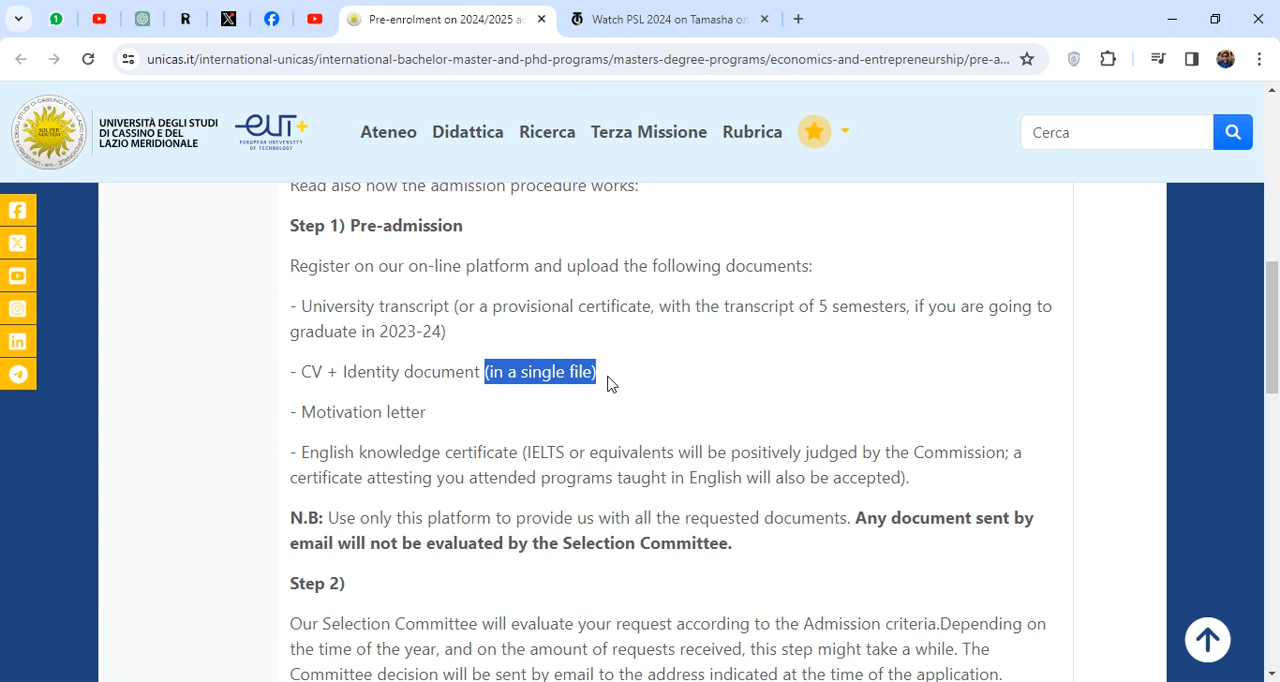 Pre-enrolment on 2024/2025 a
Watch PSL 2024 on Tamasha on
unicas.it/international-unicas/international-bachelor-master-and-phd-programs/masters-degree-programs/economics-and-entrepreneurship/pre-a...
UNIVERSITÀ DEGLI STUDI
DI CASSINO E DEL
LAZIO MERIDIONALE
EUT+
EUROPEAN UNIVERSITY
OF TECHNOLOGY
Ateneo Didattica Ricerca Terza Missione Rubrica
Cerca
Read also how the admission procedure works:
Step 1) Pre-admission
Register on our on-line platform and upload the following documents:
- University transcript (or a provisional certificate, with the transcript of 5 semesters, if you are going to
graduate in 2023-24)
- CV + Identity document (in a single file)
- Motivation letter
- English knowledge certificate (IELTS or equivalents will be positively judged by the Commission; a
certificate attesting you attended programs taught in English will also be accepted).
N.B: Use only this platform to provide us with all the requested documents. Any document sent by
email will not be evaluated by the Selection Committee.
Step 2)
Our Selection Committee will evaluate your request according to the Admission criteria.Depending on
the time of the year, and on the amount of requests received, this step might take a while. The
Committee decision will be sent by email to the address indicated at the time of the application.